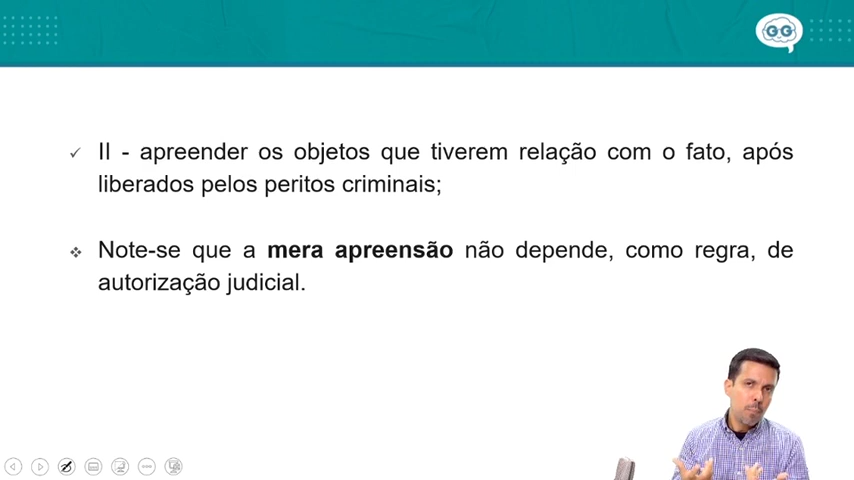 GG
II - apreender os objetos que tiverem relação com o fato, após
liberados pelos peritos criminais;
Note-se que a mera apreensão não depende, como regra, de
autorização judicial.